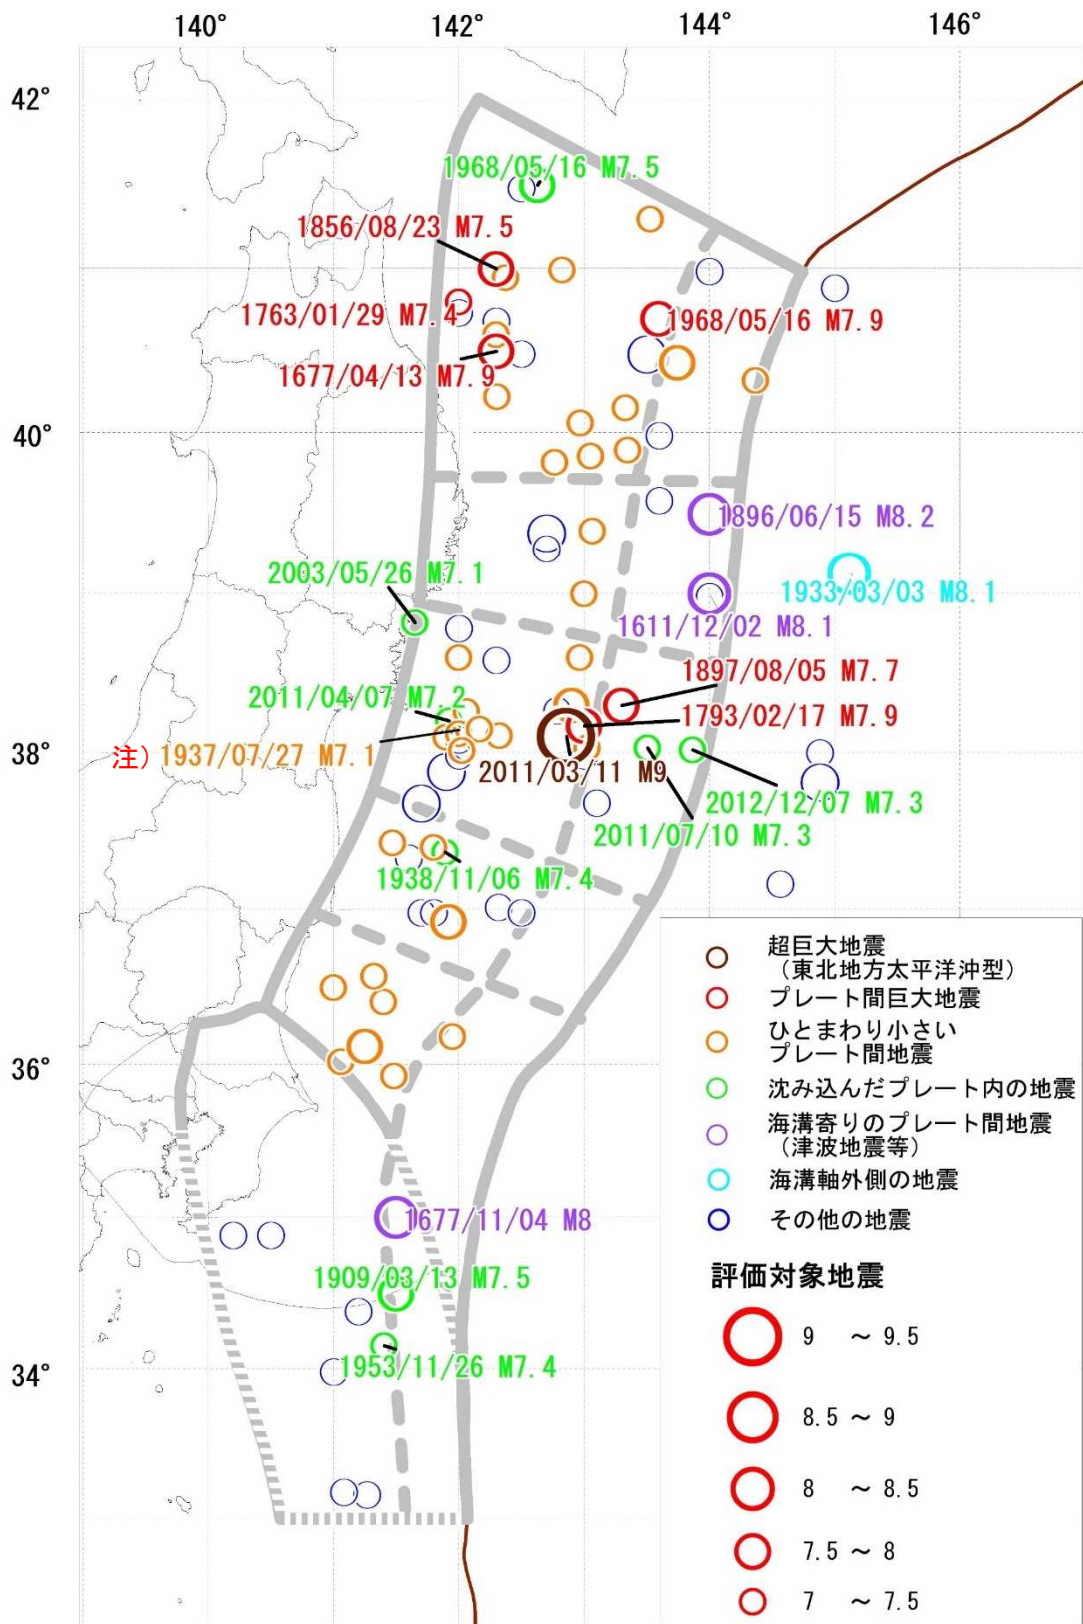 140°
142°
144°
146°
42°
1968/05/16 M7.5
1856/08/23 M7.5
1763/01/29 M7.4
1968/05/16 M7.9
1677/04/13 M7.9
40°
1896/06/15 M8.2
2003/05/26 M7.1
1933/03/03 M8.1
1611/12/02 M8.1
1897/08/05 M7.7
2011/04/07 M7.2
1793/02/17 M7.9
38°
注) 1937/07/27 M7.1
2011/03/11 M9
2012/12/07 M7.3
2011/07/10 M7.3
1938/11/06 M7.4
超巨大地震
(東北地方太平洋沖型)
プレート間巨大地震
ひとまわり小さい
プレート間地震
36°
沈み込んだプレート内の地震
海溝寄りのプレート間地震
(津波地震等)
海溝軸外側の地震
その他の地震
1677/11/04 M8
1909/03/13 M7.5
評価対象地震
9 ～ 9.5
1953/11/26 M7.4
34°
8.5 ～ 9
8 ～ 8.5
7.5 ～ 8
7 ～ 7.5